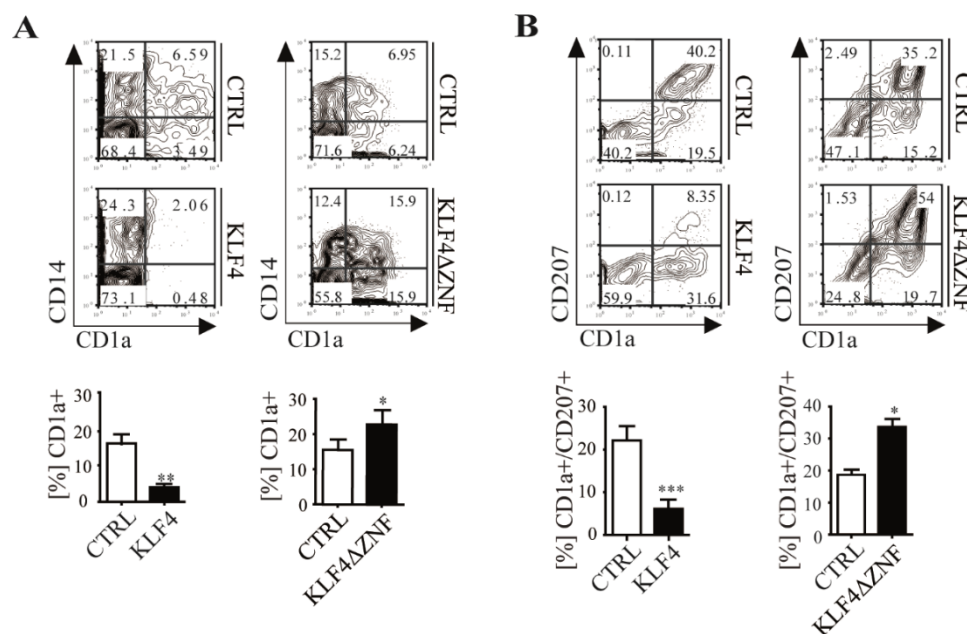 A
21.5 6.59
68.4 3.49
CTRL
15.2 6.95
71.6 6.24
CTRL
24.3 2.06
73.1 0.48
KLF4
12.4 15.9
55.8 15.9
KLF4ΔZNF
CD14
CD1a
CD14
CD1a
[%] CD1a+
30
20
10
0
**
CTRL
KLF4
[%] CD1a+
30
20
10
0
*
CTRL
KLF4ΔZNF
B
0.11 40.2
40.2 19.5
CTRL
2.49 35.2
47.1 15.2
CTRL
0.12 8.35
59.9 31.6
KLF4
1.53 54
24.8 19.7
KLF4ΔZNF
CD207
CD1a
CD207
CD1a
[%] CD1a+/CD207+
30
20
10
0
***
CTRL
KLF4
[%] CD1a+/CD207+
40
30
20
10
0
*
CTRL
KLF4ΔZNF